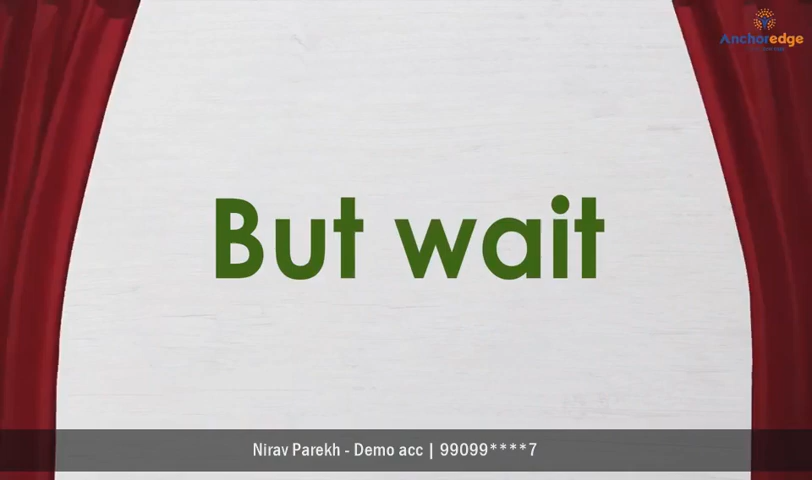 Anchoredge
But wait
Nirav Parekh - Demo acc | 99099****7